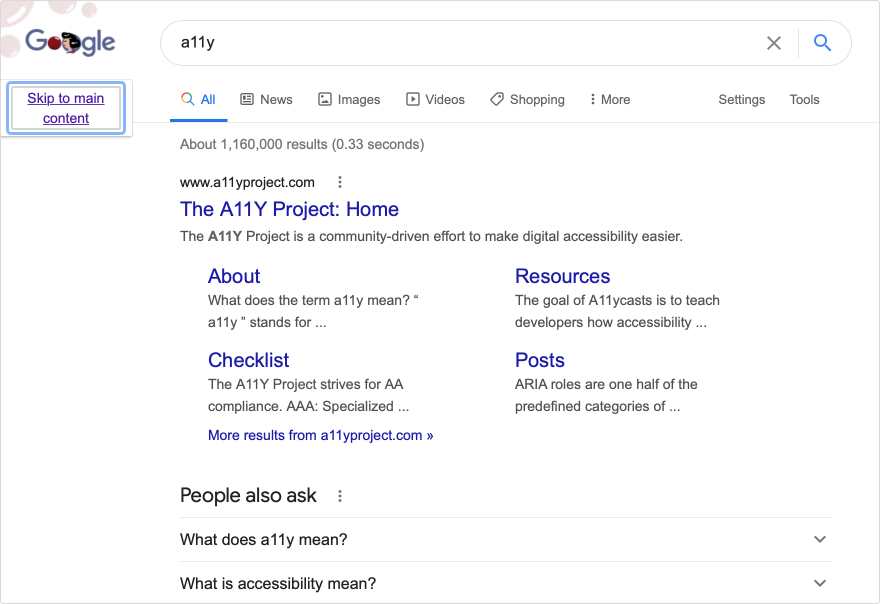 Google
a11y
Skip to main
content
All
News
Images
Videos
Shopping
More
Settings
Tools
About 1,160,000 results (0.33 seconds)
www.a11yproject.com
The A11Y Project: Home
The A11Y Project is a community-driven effort to make digital accessibility easier.
About
What does the term a11y mean? “
a11y ” stands for ...
Resources
The goal of A11ycasts is to teach
developers how accessibility ...
Checklist
The A11Y Project strives for AA
compliance. AAA: Specialized ...
Posts
ARIA roles are one half of the
predefined categories of ...
More results from a11yproject.com »
People also ask
What does a11y mean?
What is accessibility mean?